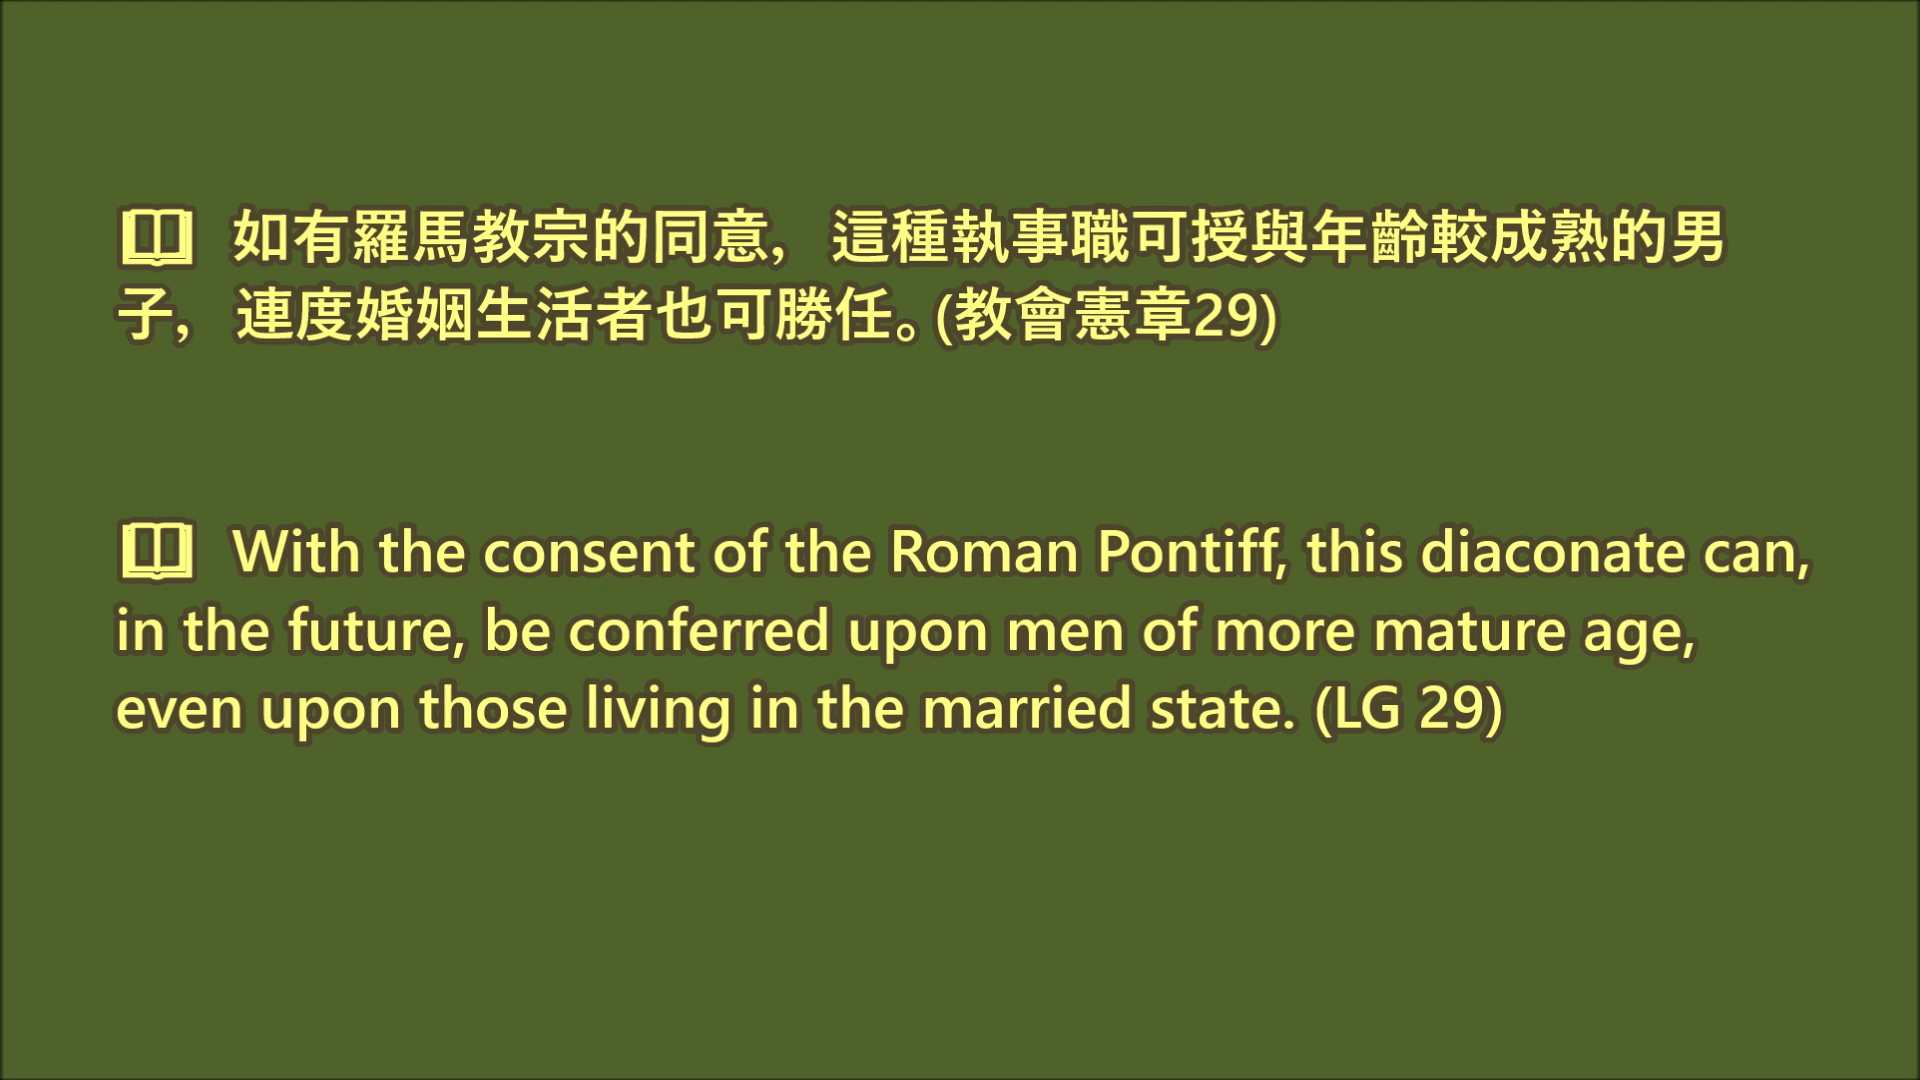 🕮 如有羅馬教宗的同意, 這種執事職可授與年齡較成熟的男
子, 連度婚姻生活者也可勝任。(教會憲章29)
🕮 With the consent of the Roman Pontiff, this diaconate can,
in the future, be conferred upon men of more mature age,
even upon those living in the married state. (LG 29)